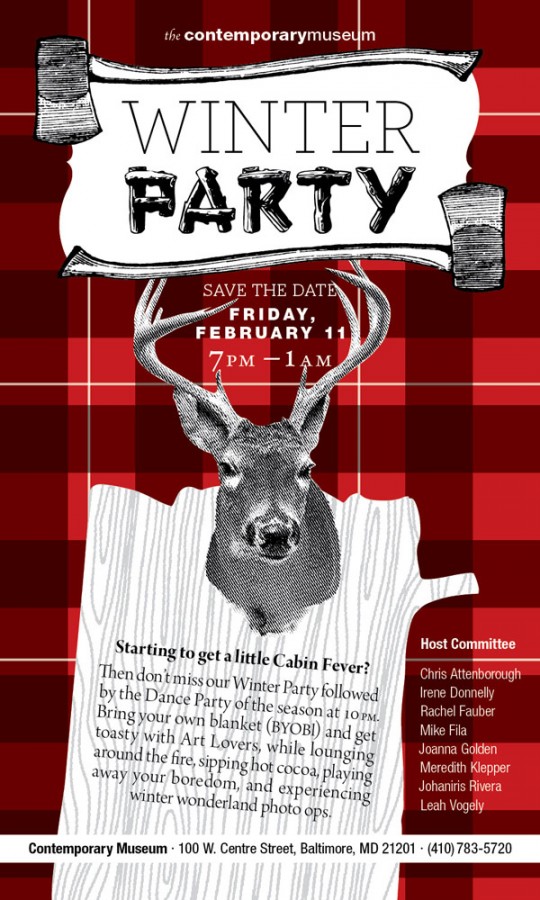 the contemporarymuseum
WINTER
PARTY
SAVE THE DATE
FRIDAY,
FEBRUARY 11
7PM – 1AM
Starting to get a little Cabin Fever?
Then don't miss our Winter Party followed
by the Dance Party of the season at 10 PM.
Bring your own blanket (BYOB!) and get
toasty with Art Lovers, while lounging
around the fire, sipping hot cocoa, playing
away your boredom, and experiencing
winter wonderland photo ops.
Host Committee
Chris Attenborough
Irene Donnelly
Rachel Fauber
Mike Fila
Joanna Golden
Meredith Klepper
Johaniris Rivera
Leah Vogely
Contemporary Museum · 100 W. Centre Street, Baltimore, MD 21201 · (410) 783-5720